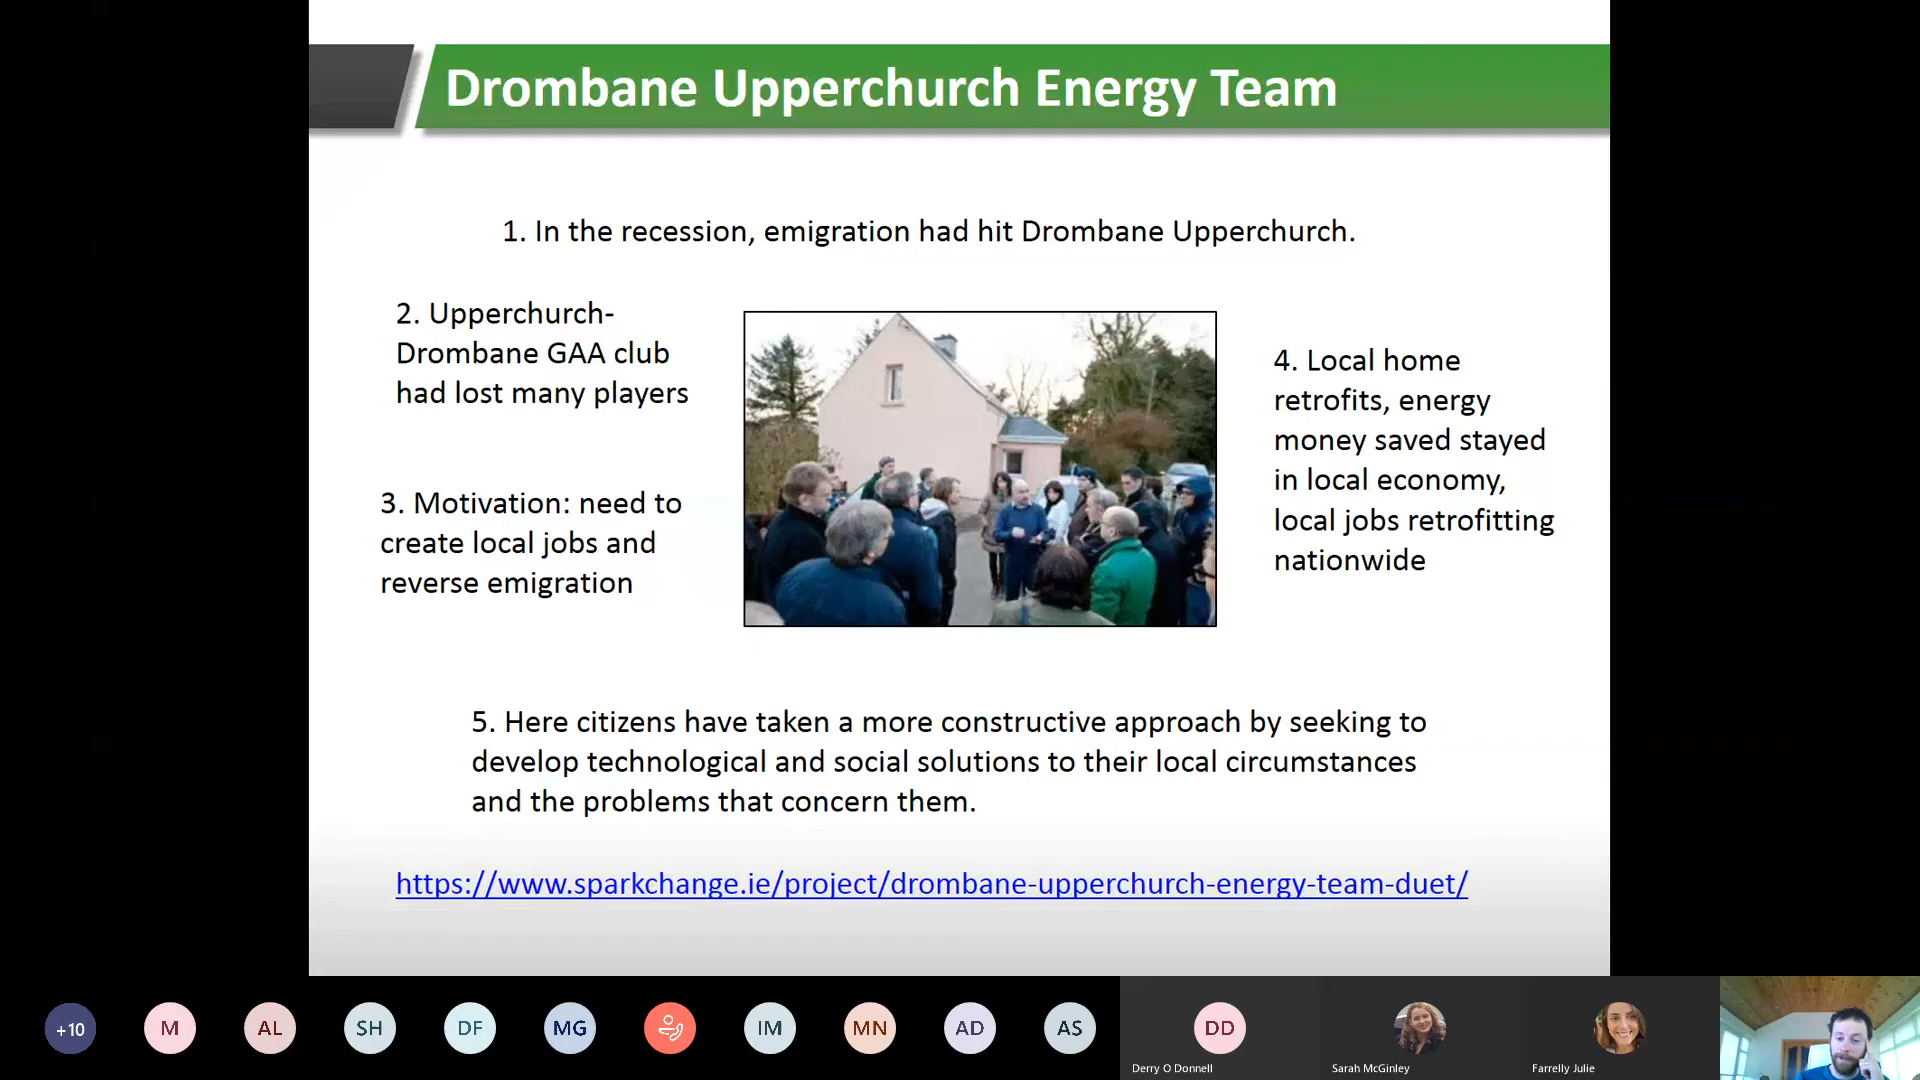 Drombane Upperchurch Energy Team
1. In the recession, emigration had hit Drombane Upperchurch.
2. Upperchurch-
Drombane GAA club
had lost many players
3. Motivation: need to
create local jobs and
reverse emigration
4. Local home
retrofits, energy
money saved stayed
in local economy,
local jobs retrofitting
nationwide
5. Here citizens have taken a more constructive approach by seeking to
develop technological and social solutions to their local circumstances
and the problems that concern them.
https://www.sparkchange.ie/project/drombane-upperchurch-energy-team-duet/
+10 M AL SH DF MG IM MN AD AS DD
Derry O Donnell Sarah McGinley Farrelly Julie